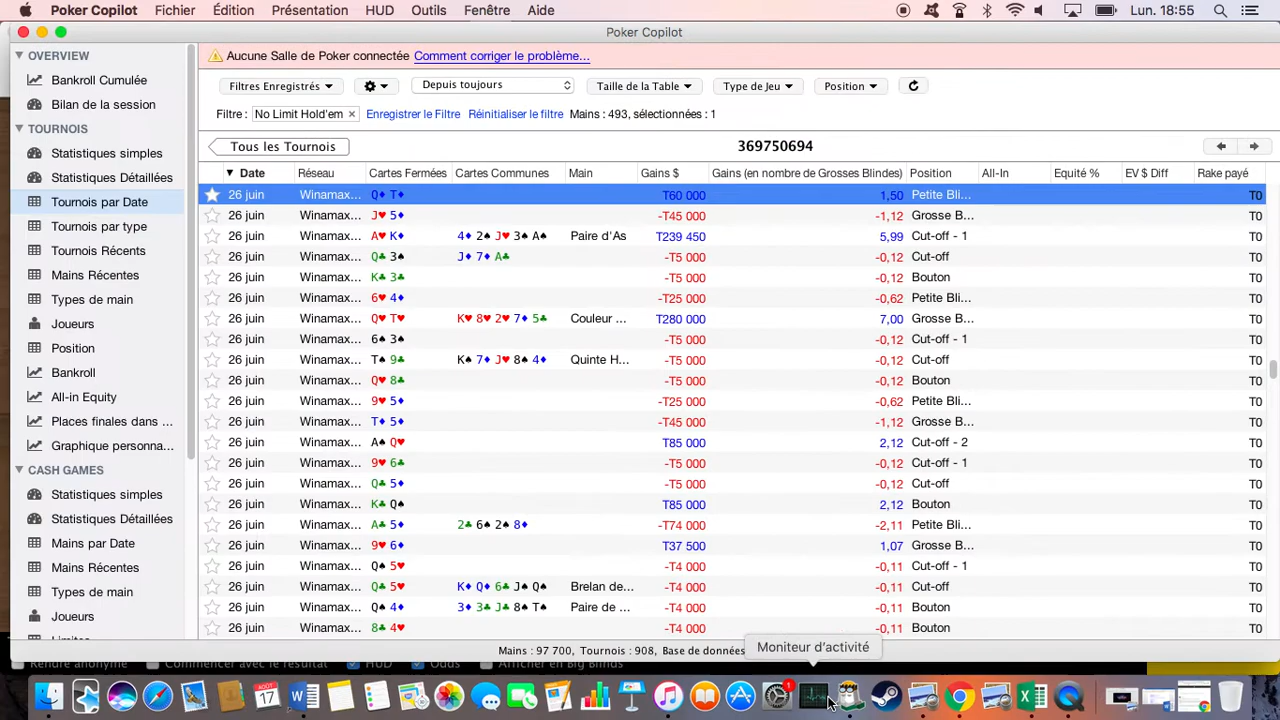 Poker Copilot Fichier Édition Présentation HUD Outils Fenêtre Aide Lun. 18:55
Poker Copilot
OVERVIEW
Bankroll Cumulée
Bilan de la session
TOURNOIS
Statistiques simples
Statistiques Détaillées
Tournois par Date
Tournois par type
Tournois Récents
Mains Récentes
Types de main
Joueurs
Position
Bankroll
All-in Equity
Places finales dans ...
Graphique personna...
CASH GAMES
Statistiques simples
Statistiques Détaillées
Mains par Date
Mains Récentes
Types de main
Joueurs
Aucune Salle de Poker connectée Comment corriger le problème...
Filtres Enregistrés Depuis toujours Taille de la Table Type de Jeu Position
Filtre : No Limit Hold'em × Enregistrer le Filtre Réinitialiser le filtre Mains : 493, sélectionnées : 1
Tous les Tournois 369750694
Date Réseau Cartes Fermées Cartes Communes Main Gains $ Gains (en nombre de Grosses Blindes) Position All-In Equité % EV $ Diff Rake payé
26 juin Winamax... Q♦ T♦ T60 000 1,50 Petite Bli... T0
26 juin Winamax... J♥ 5♦ -T45 000 -1,12 Grosse B... T0
26 juin Winamax... A♥ K♦ 4♦ 2♠ J♥ 3♠ A♠ Paire d'As T239 450 5,99 Cut-off - 1 T0
26 juin Winamax... Q♣ 3♠ J♦ 7♦ A♣ -T5 000 -0,12 Cut-off T0
26 juin Winamax... K♣ 3♣ -T5 000 -0,12 Bouton T0
26 juin Winamax... 6♥ 4♦ -T25 000 -0,62 Petite Bli... T0
26 juin Winamax... Q♥ T♥ K♥ 8♥ 2♥ 7♦ 5♣ Couleur ... T280 000 7,00 Grosse B... T0
26 juin Winamax... 6♠ 3♠ -T5 000 -0,12 Cut-off - 1 T0
26 juin Winamax... T♠ 9♣ K♠ 7♦ J♥ 8♠ 4♦ Quinte H... -T5 000 -0,12 Cut-off T0
26 juin Winamax... Q♥ 8♣ -T5 000 -0,12 Bouton T0
26 juin Winamax... 9♥ 5♦ -T25 000 -0,62 Petite Bli... T0
26 juin Winamax... T♦ 5♦ -T45 000 -1,12 Grosse B... T0
26 juin Winamax... A♠ Q♥ T85 000 2,12 Cut-off - 2 T0
26 juin Winamax... 9♥ 6♣ -T5 000 -0,12 Cut-off - 1 T0
26 juin Winamax... Q♣ 5♦ -T5 000 -0,12 Cut-off T0
26 juin Winamax... K♣ Q♠ T85 000 2,12 Bouton T0
26 juin Winamax... A♣ 5♦ 2♣ 6♠ 2♠ 8♦ -T74 000 -2,11 Petite Bli... T0
26 juin Winamax... 9♥ 6♦ T37 500 1,07 Grosse B... T0
26 juin Winamax... Q♠ 5♥ -T4 000 -0,11 Cut-off - 1 T0
26 juin Winamax... Q♣ 5♥ K♦ Q♦ 6♣ J♠ Q♠ Brelan de... -T4 000 -0,11 Cut-off T0
26 juin Winamax... Q♠ 4♦ 3♦ 3♣ J♣ 8♠ T♠ Paire de ... -T4 000 -0,11 Bouton T0
26 juin Winamax... 8♣ 4♥ -T4 000 -0,11 Bouton T0
Mains : 97 700, Tournois : 908, Base de données
Moniteur d'activité
Rendre anonyme Commencer avec le résultat HUD Odds Afficher en Big Blinds
AOÛT
17
1